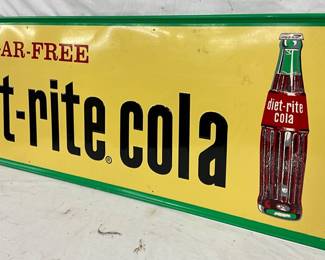 AR-FREE
t-rite® cola
diet-rite
cola